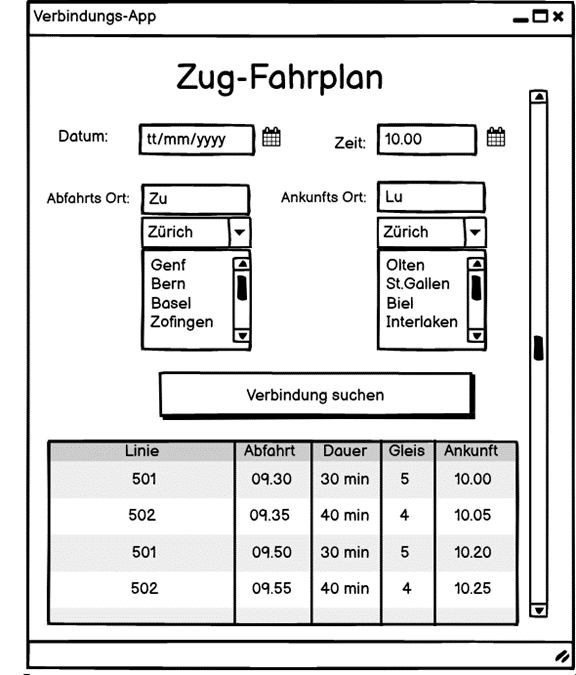 Verbindungs-App
Zug-Fahrplan
Datum: tt/mm/yyyy Zeit: 10.00
Abfahrts Ort: Zu Ankunfts Ort: Lu
Zürich Zürich
Genf Olten
Bern St.Gallen
Basel Biel
Zofingen Interlaken
Verbindung suchen
Linie Abfahrt Dauer Gleis Ankunft
501 09.30 30 min 5 10.00
502 09.35 40 min 4 10.05
501 09.50 30 min 5 10.20
502 09.55 40 min 4 10.25